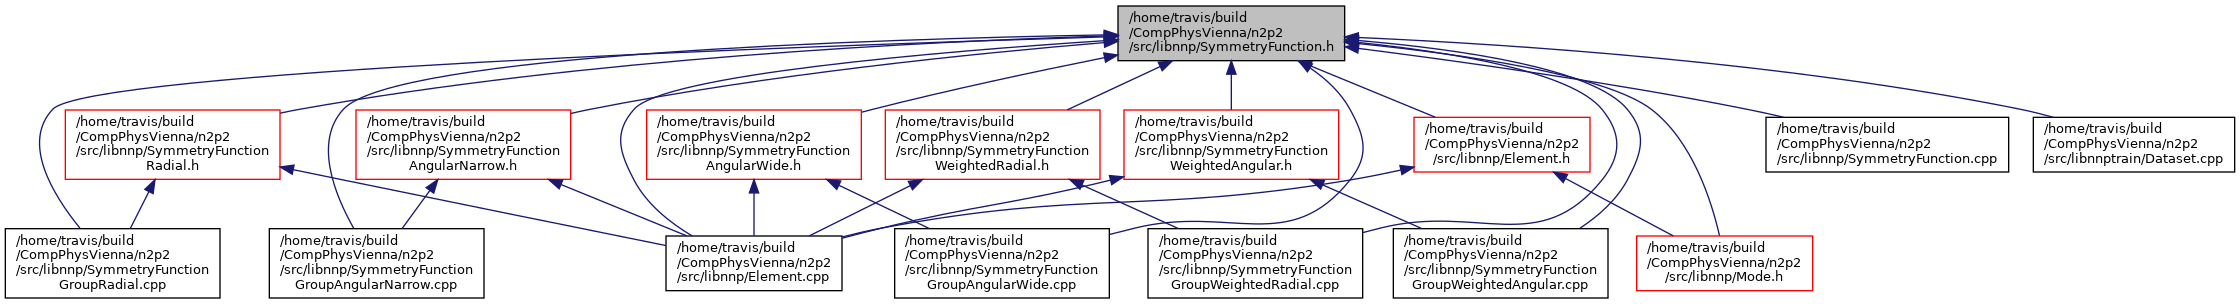 /home/travis/build
/CompPhysVienna/n2p2
/src/libnnp/SymmetryFunction.h
/home/travis/build
/CompPhysVienna/n2p2
/src/libnnp/SymmetryFunction
Radial.h
/home/travis/build
/CompPhysVienna/n2p2
/src/libnnp/SymmetryFunction
AngularNarrow.h
/home/travis/build
/CompPhysVienna/n2p2
/src/libnnp/SymmetryFunction
AngularWide.h
/home/travis/build
/CompPhysVienna/n2p2
/src/libnnp/SymmetryFunction
WeightedRadial.h
/home/travis/build
/CompPhysVienna/n2p2
/src/libnnp/SymmetryFunction
WeightedAngular.h
/home/travis/build
/CompPhysVienna/n2p2
/src/libnnp/Element.h
/home/travis/build
/CompPhysVienna/n2p2
/src/libnnp/SymmetryFunction.cpp
/home/travis/build
/CompPhysVienna/n2p2
/src/libnnptrain/Dataset.cpp
/home/travis/build
/CompPhysVienna/n2p2
/src/libnnp/SymmetryFunction
GroupRadial.cpp
/home/travis/build
/CompPhysVienna/n2p2
/src/libnnp/SymmetryFunction
GroupAngularNarrow.cpp
/home/travis/build
/CompPhysVienna/n2p2
/src/libnnp/Element.cpp
/home/travis/build
/CompPhysVienna/n2p2
/src/libnnp/SymmetryFunction
GroupAngularWide.cpp
/home/travis/build
/CompPhysVienna/n2p2
/src/libnnp/SymmetryFunction
GroupWeightedRadial.cpp
/home/travis/build
/CompPhysVienna/n2p2
/src/libnnp/SymmetryFunction
GroupWeightedAngular.cpp
/home/travis/build
/CompPhysVienna/n2p2
/src/libnnp/Mode.h